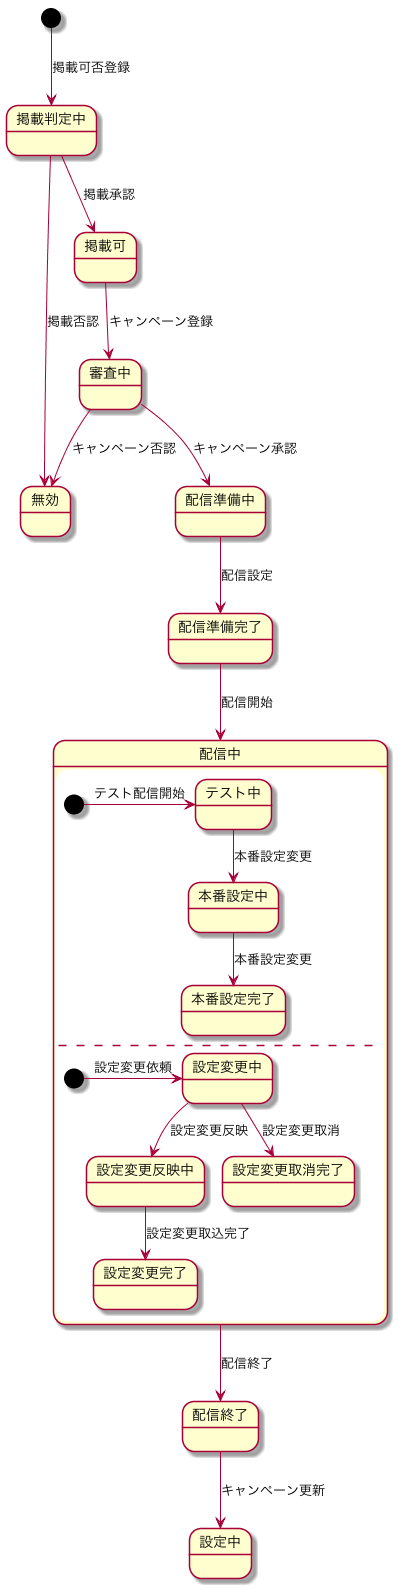 掲載可否登録
掲載判定中
掲載承認
掲載可
掲載否認
キャンペーン登録
審査中
キャンペーン否認
キャンペーン承認
無効
配信準備中
配信設定
配信準備完了
配信開始
配信中
テスト配信開始
テスト中
本番設定変更
本番設定中
本番設定変更
本番設定完了
設定変更依頼
設定変更中
設定変更反映
設定変更取消
設定変更反映中
設定変更取消完了
設定変更取込完了
設定変更完了
配信終了
配信終了
キャンペーン更新
設定中